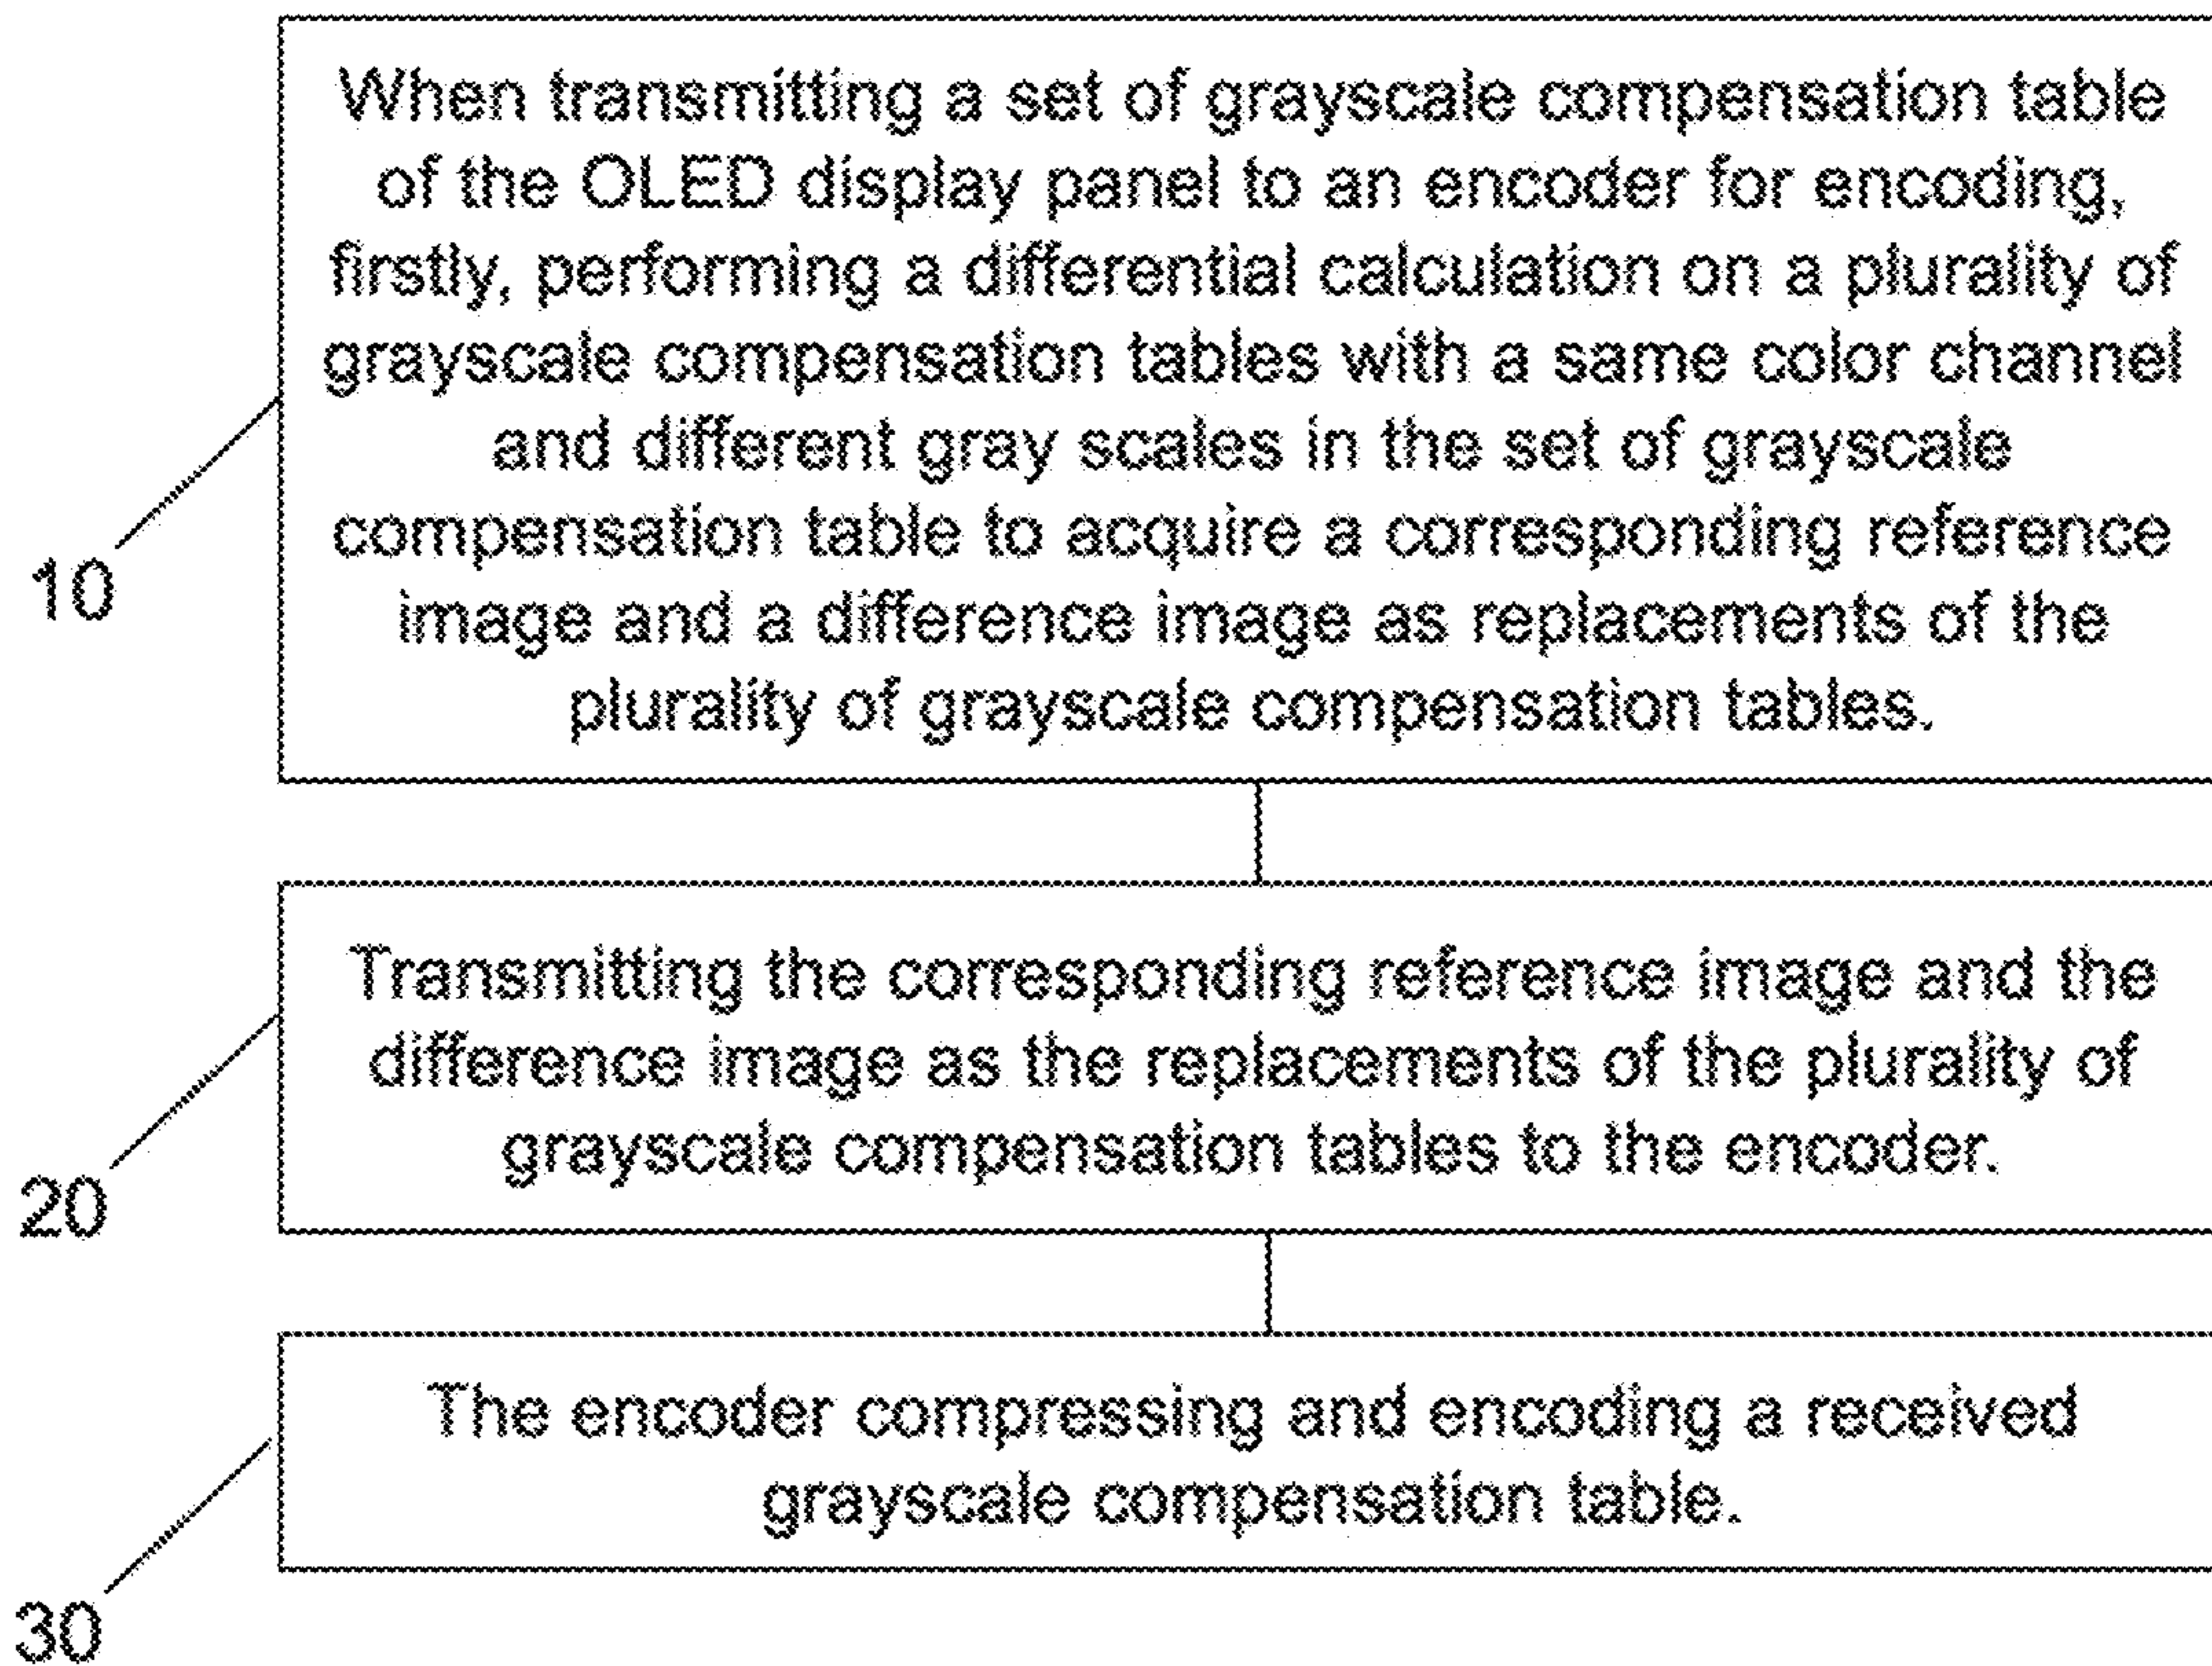 When transmitting a set of grayscale compensation table
of the OLED display panel to an encoder for encoding,
firstly, performing a differential calculation on a plurality of
grayscale compensation tables with a same color channel
and different gray scales in the set of grayscale
compensation table to acquire a corresponding reference
image and a difference image as replacements of the
plurality of grayscale compensation tables.
10
Transmitting the corresponding reference image and the
difference image as the replacements of the plurality of
grayscale compensation tables to the encoder.
20
The encoder compressing and encoding a received
grayscale compensation table.
30